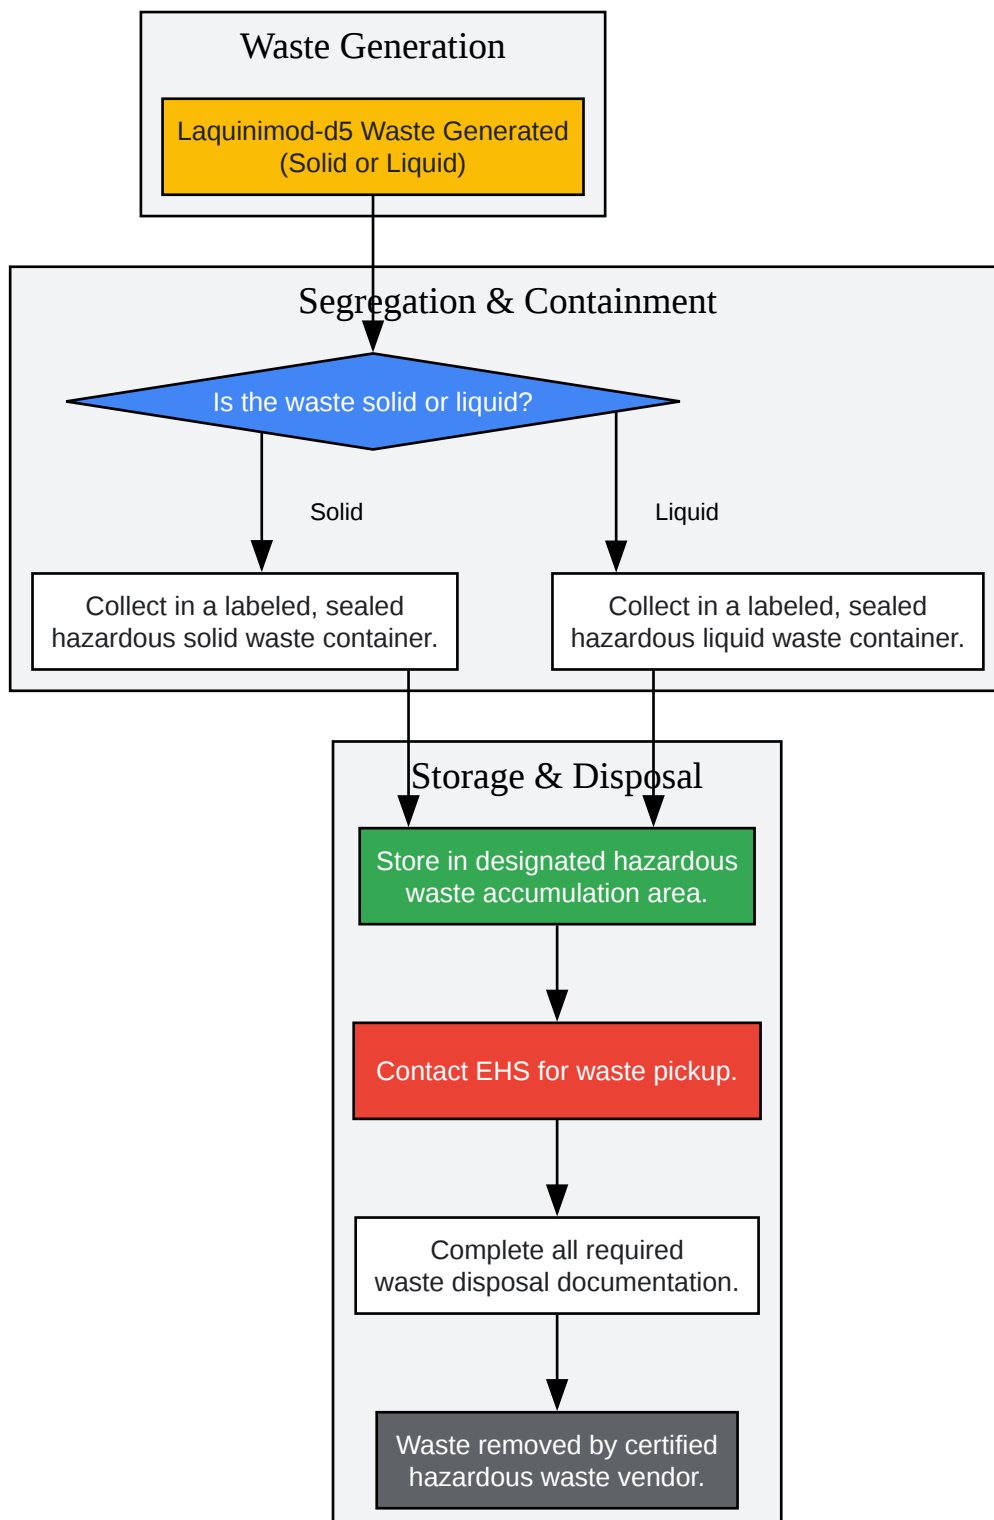 Waste Generation
Laquinimod-d5 Waste Generated
(Solid or Liquid)
Segregation & Containment
Is the waste solid or liquid?
Solid
Liquid
Collect in a labeled, sealed
hazardous solid waste container.
Collect in a labeled, sealed
hazardous liquid waste container.
Storage & Disposal
Store in designated hazardous
waste accumulation area.
Contact EHS for waste pickup.
Complete all required
waste disposal documentation.
Waste removed by certified
hazardous waste vendor.